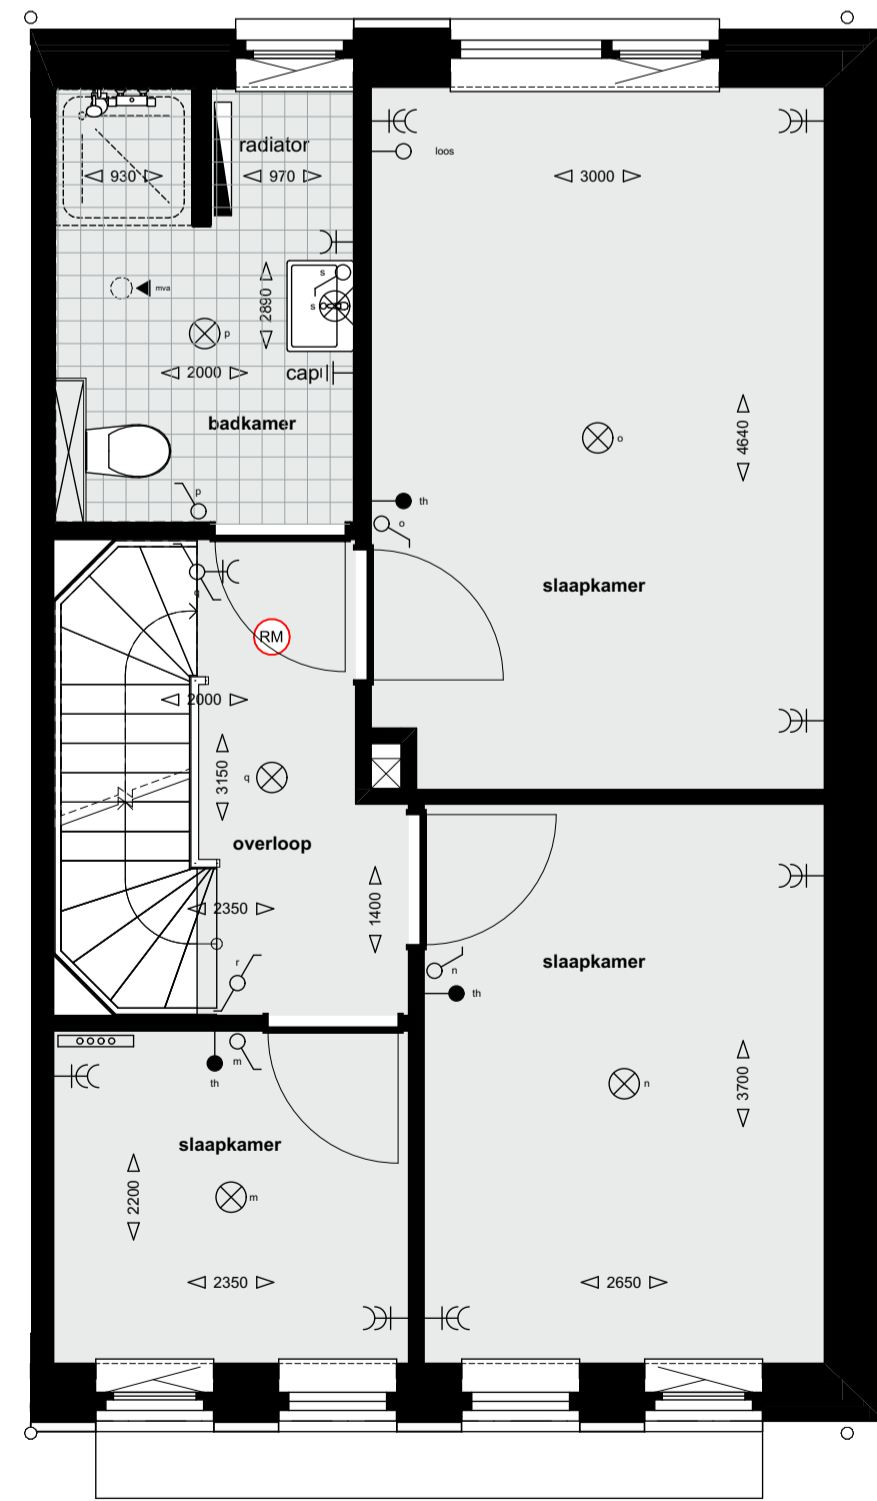 radiator
loos
930
970
3000
s
mva
s
2890
p
2000
cap
badkamer
o
4640
p
th
o
slaapkamer
q
RM
2000
3150
q
overloop
2350
1400
r
slaapkamer
n
th
m
th
n
3700
slaapkamer
2200
m
2350
2650